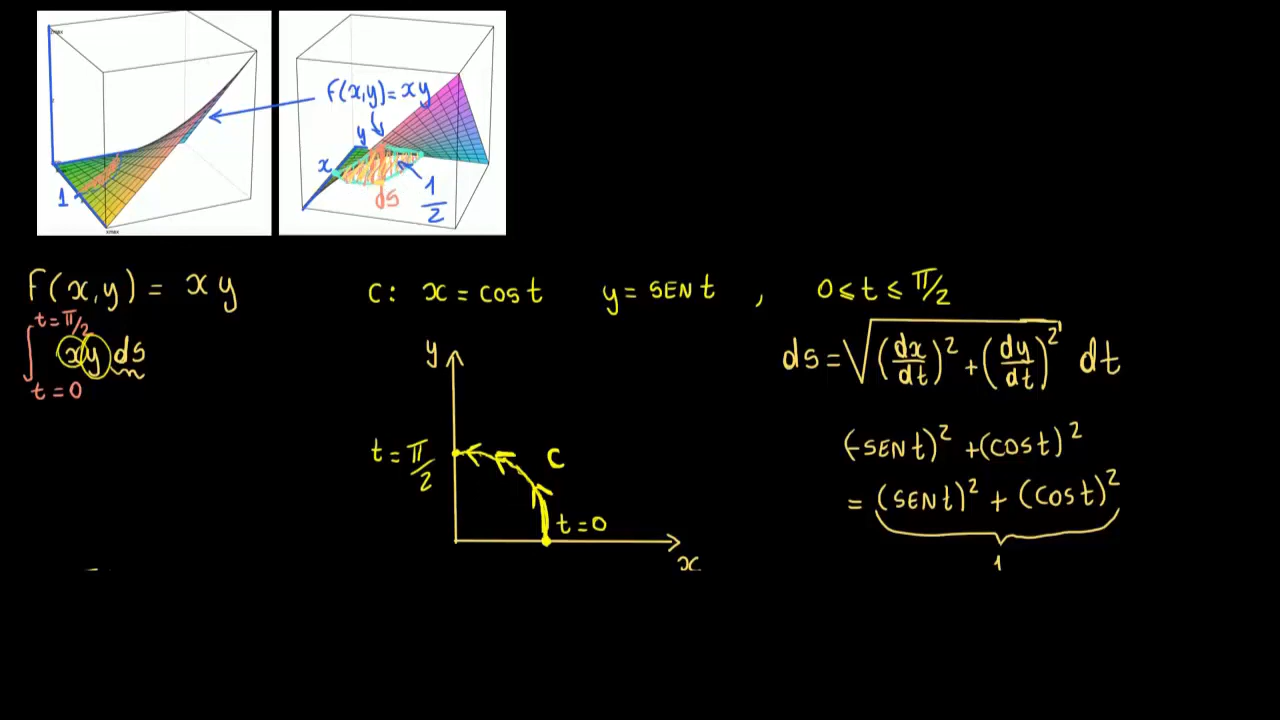 F(x,y) = xy
y
x
1
ds
1/2
F(x,y) = xy
C: x = COS t   y = SEN t , 0 ≤ t ≤ π/2
t = π/2
∫ xy ds
t = 0
ds = √((dx/dt)² + (dy/dt)²) dt
y
(-SEN t)² + (COS t)²
t = π/2
C
= (SEN t)² + (COS t)²
t = 0
1
x